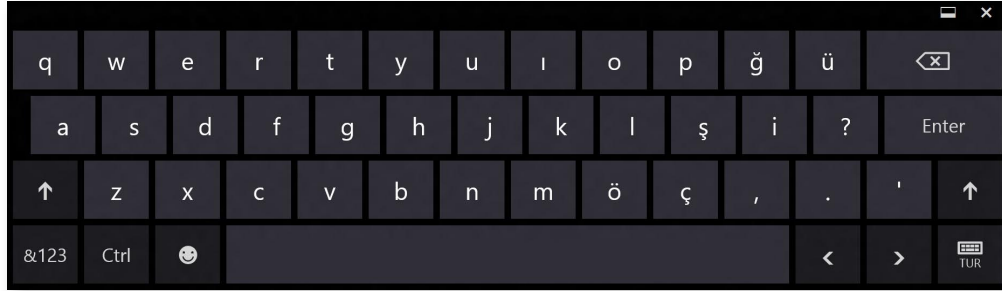 q w e r t y u ı o p ğ ü
a s d f g h j k l ş i ? Enter
z x c v b n m ö ç , . '
&123 Ctrl
TUR